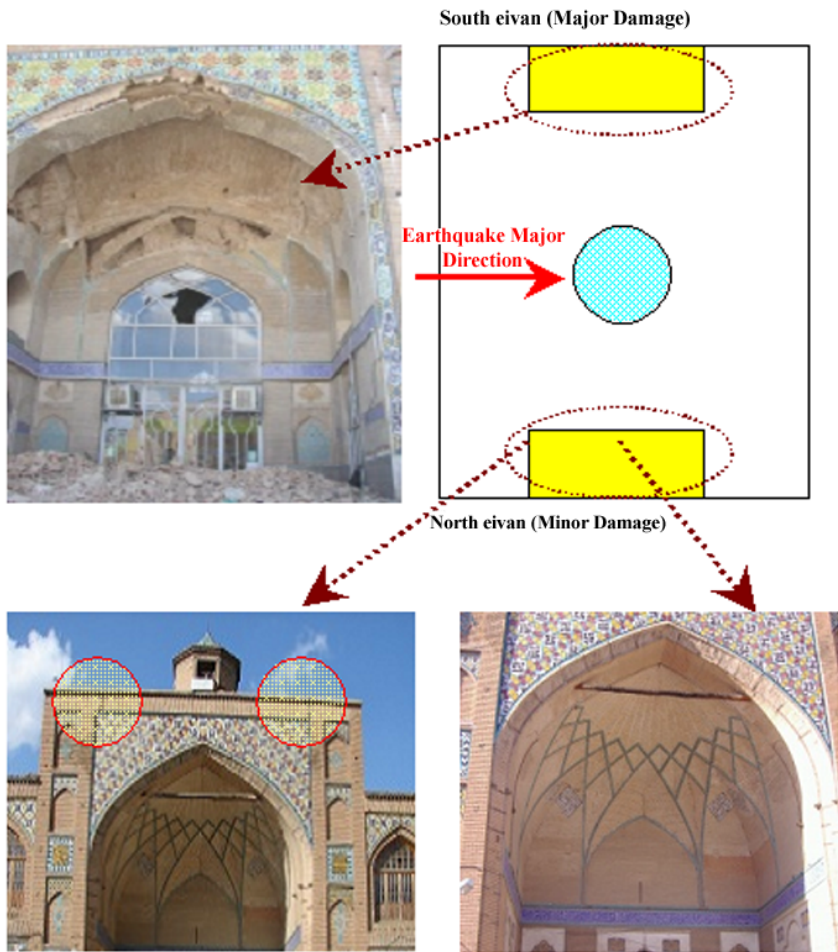 South eivan (Major Damage)
Earthquake Major
Direction
North eivan (Minor Damage)